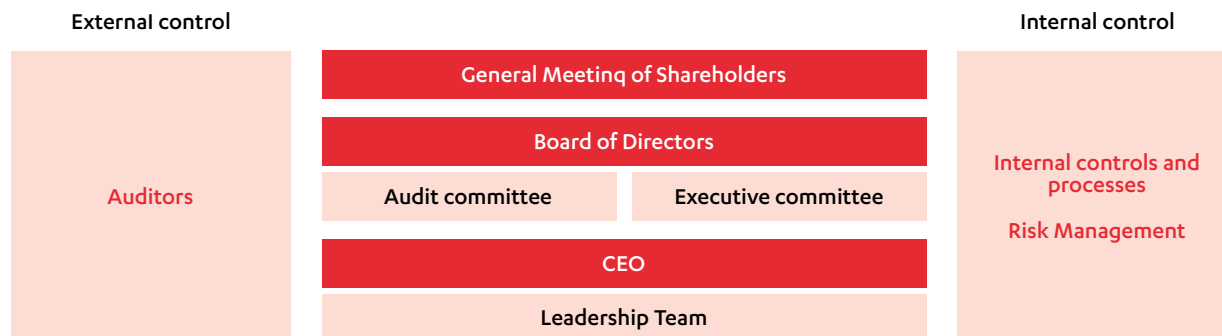 External control
Internal control
General Meeting of Shareholders
Board of Directors
Auditors
Audit committee
Executive committee
Internal controls and
processes
Risk Management
CEO
Leadership Team